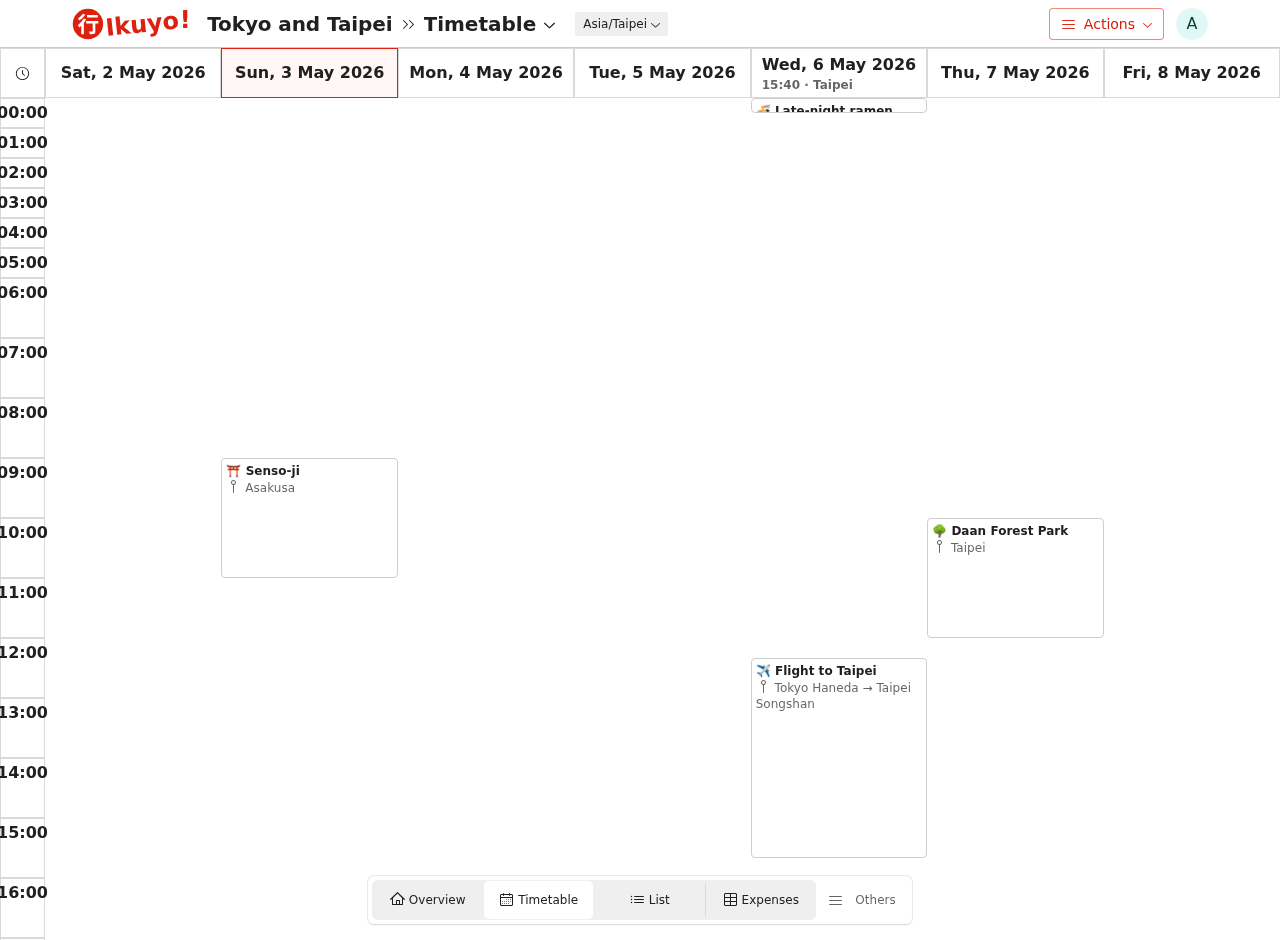 行 Ikuyo!
Tokyo and Taipei
Timetable
Asia/Taipei
Actions
A
Sat, 2 May 2026
Sun, 3 May 2026
Mon, 4 May 2026
Tue, 5 May 2026
Wed, 6 May 2026
15:40 · Taipei
Thu, 7 May 2026
Fri, 8 May 2026
00:00
Late-night ramen
01:00
02:00
03:00
04:00
05:00
06:00
07:00
08:00
09:00
Senso-ji
Asakusa
10:00
Daan Forest Park
Taipei
11:00
12:00
Flight to Taipei
Tokyo Haneda → Taipei
Songshan
13:00
14:00
15:00
16:00
Overview
Timetable
List
Expenses
Others